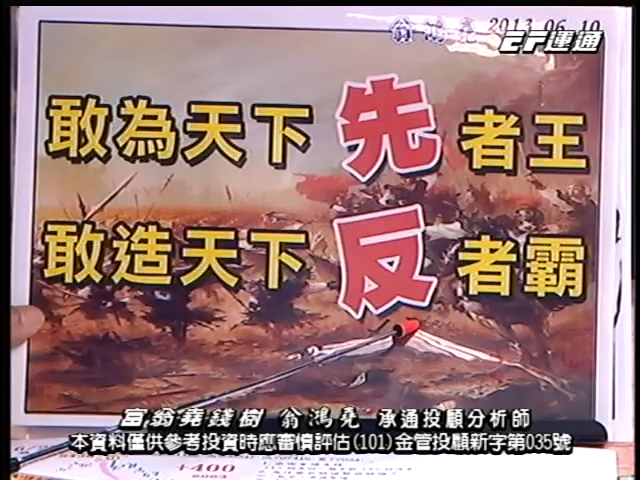 翁鴻堯 2013.06.10
運通
敢為天下先者王
敢造天下反者霸
富翁堯錢樹 翁鴻堯 承通投顧分析師
本資料僅供參考投資時應審慎評估(101)金管投顧新字第035號
+400